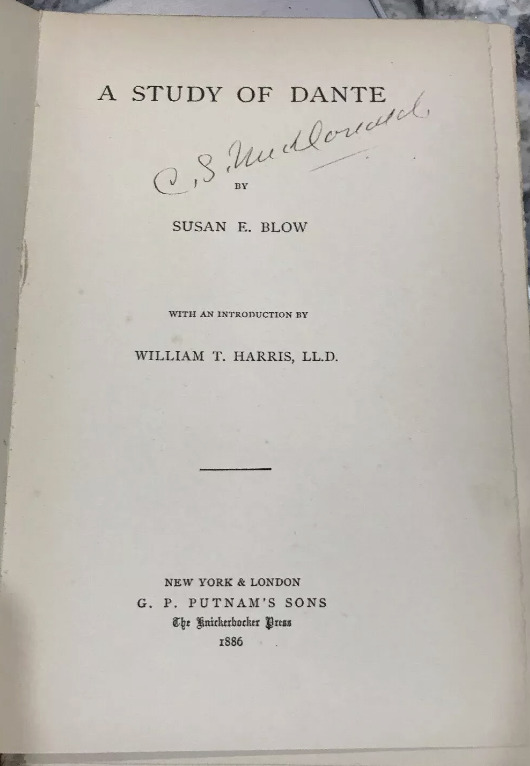 A STUDY OF DANTE
C. S. MacDonald.
BY
SUSAN E. BLOW
WITH AN INTRODUCTION BY
WILLIAM T. HARRIS, LL.D.
NEW YORK & LONDON
G. P. PUTNAM'S SONS
The Knickerbocker Press
1886